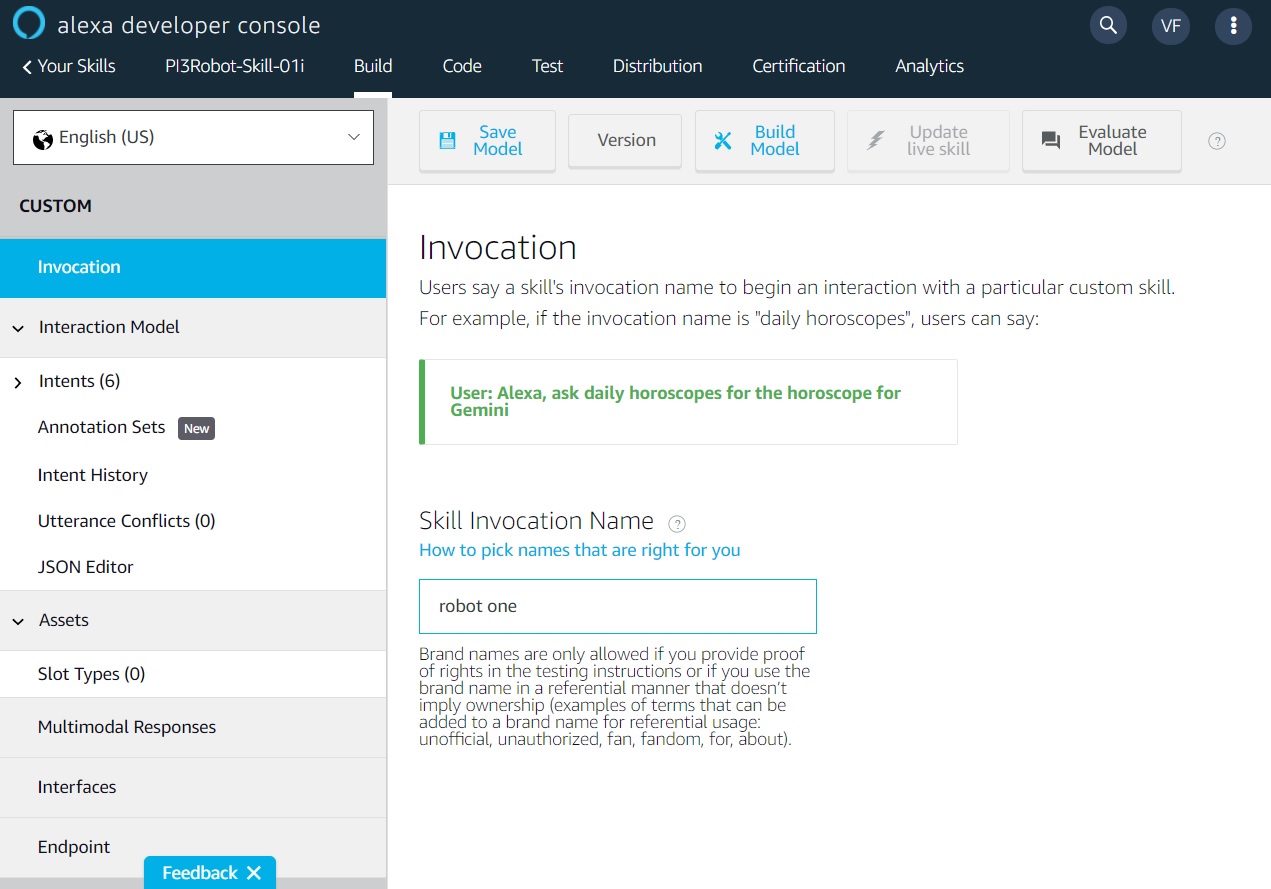 alexa developer console
VF
Your Skills
PI3Robot-Skill-01i
Build
Code
Test
Distribution
Certification
Analytics
English (US)
Save
Model
Version
Build
Model
Update
live skill
Evaluate
Model
?
CUSTOM
Invocation
Interaction Model
Intents (6)
Annotation Sets New
Intent History
Utterance Conflicts (0)
JSON Editor
Assets
Slot Types (0)
Multimodal Responses
Interfaces
Endpoint
Feedback
Invocation
Users say a skill's invocation name to begin an interaction with a particular custom skill.
For example, if the invocation name is "daily horoscopes", users can say:
User: Alexa, ask daily horoscopes for the horoscope for
Gemini
Skill Invocation Name ?
How to pick names that are right for you
robot one
Brand names are only allowed if you provide proof
of rights in the testing instructions or if you use the
brand name in a referential manner that doesn’t
imply ownership (examples of terms that can be
added to a brand name for referential usage:
unofficial, unauthorized, fan, fandom, for, about).